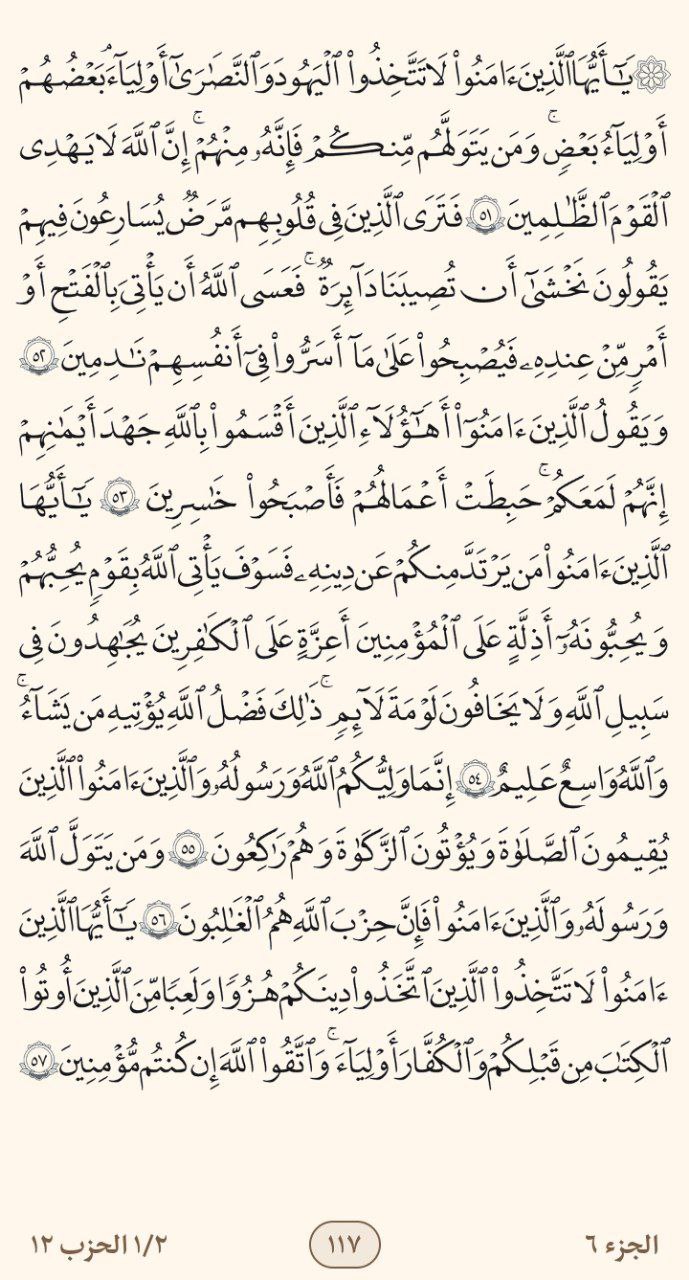 ۞ يَـٰٓأَيُّهَا ٱلَّذِينَ ءَامَنُوا۟ لَا تَتَّخِذُوا۟ ٱلْيَهُودَ وَٱلنَّصَـٰرَىٰٓ أَوْلِيَآءَ ۘ بَعْضُهُمْ
أَوْلِيَآءُ بَعْضٍۢ ۚ وَمَن يَتَوَلَّهُم مِّنكُمْ فَإِنَّهُۥ مِنْهُمْ ۗ إِنَّ ٱللَّهَ لَا يَهْدِى
ٱلْقَوْمَ ٱلظَّـٰلِمِينَ ٥١ فَتَرَى ٱلَّذِينَ فِى قُلُوبِهِم مَّرَضٌۭ يُسَـٰرِعُونَ فِيهِمْ
يَقُولُونَ نَخْشَىٰٓ أَن تُصِيبَنَا دَآئِرَةٌۭ ۚ فَعَسَى ٱللَّهُ أَن يَأْتِىَ بِٱلْفَتْحِ أَوْ
أَمْرٍۢ مِّنْ عِندِهِۦ فَيُصْبِحُوا۟ عَلَىٰ مَآ أَسَرُّوا۟ فِىٓ أَنفُسِهِمْ نَـٰدِمِينَ ٥٢
وَيَقُولُ ٱلَّذِينَ ءَامَنُوٓا۟ أَهَـٰٓؤُلَآءِ ٱلَّذِينَ أَقْسَمُوا۟ بِٱللَّهِ جَهْدَ أَيْمَـٰنِهِمْ
إِنَّهُمْ لَمَعَكُمْ ۚ حَبِطَتْ أَعْمَـٰلُهُمْ فَأَصْبَحُوا۟ خَـٰسِرِينَ ٥٣ يَـٰٓأَيُّهَا
ٱلَّذِينَ ءَامَنُوا۟ مَن يَرْتَدَّ مِنكُمْ عَن دِينِهِۦ فَسَوْفَ يَأْتِى ٱللَّهُ بِقَوْمٍۢ يُحِبُّهُمْ
وَيُحِبُّونَهُۥٓ أَذِلَّةٍ عَلَى ٱلْمُؤْمِنِينَ أَعِزَّةٍ عَلَى ٱلْكَـٰفِرِينَ يُجَـٰهِدُونَ فِى
سَبِيلِ ٱللَّهِ وَلَا يَخَافُونَ لَوْمَةَ لَآئِمٍۢ ۚ ذَٰلِكَ فَضْلُ ٱللَّهِ يُؤْتِيهِ مَن يَشَآءُ ۚ
وَٱللَّهُ وَٰسِعٌ عَلِيمٌ ٥٤ إِنَّمَا وَلِيُّكُمُ ٱللَّهُ وَرَسُولُهُۥ وَٱلَّذِينَ ءَامَنُوا۟ ٱلَّذِينَ
يُقِيمُونَ ٱلصَّلَوٰةَ وَيُؤْتُونَ ٱلزَّكَوٰةَ وَهُمْ رَٰكِعُونَ ٥٥ وَمَن يَتَوَلَّ ٱللَّهَ
وَرَسُولَهُۥ وَٱلَّذِينَ ءَامَنُوا۟ فَإِنَّ حِزْبَ ٱللَّهِ هُمُ ٱلْغَـٰلِبُونَ ٥٦ يَـٰٓأَيُّهَا ٱلَّذِينَ
ءَامَنُوا۟ لَا تَتَّخِذُوا۟ ٱلَّذِينَ ٱتَّخَذُوا۟ دِينَكُمْ هُزُوًۭا وَلَعِبًۭا مِّنَ ٱلَّذِينَ أُوتُوا۟
ٱلْكِتَـٰبَ مِن قَبْلِكُمْ وَٱلْكُفَّارَ أَوْلِيَآءَ ۚ وَٱتَّقُوا۟ ٱللَّهَ إِن كُنتُم مُّؤْمِنِينَ ٥٧
الجزء ٦ ١١٧ ١/٢ الحزب ١٢